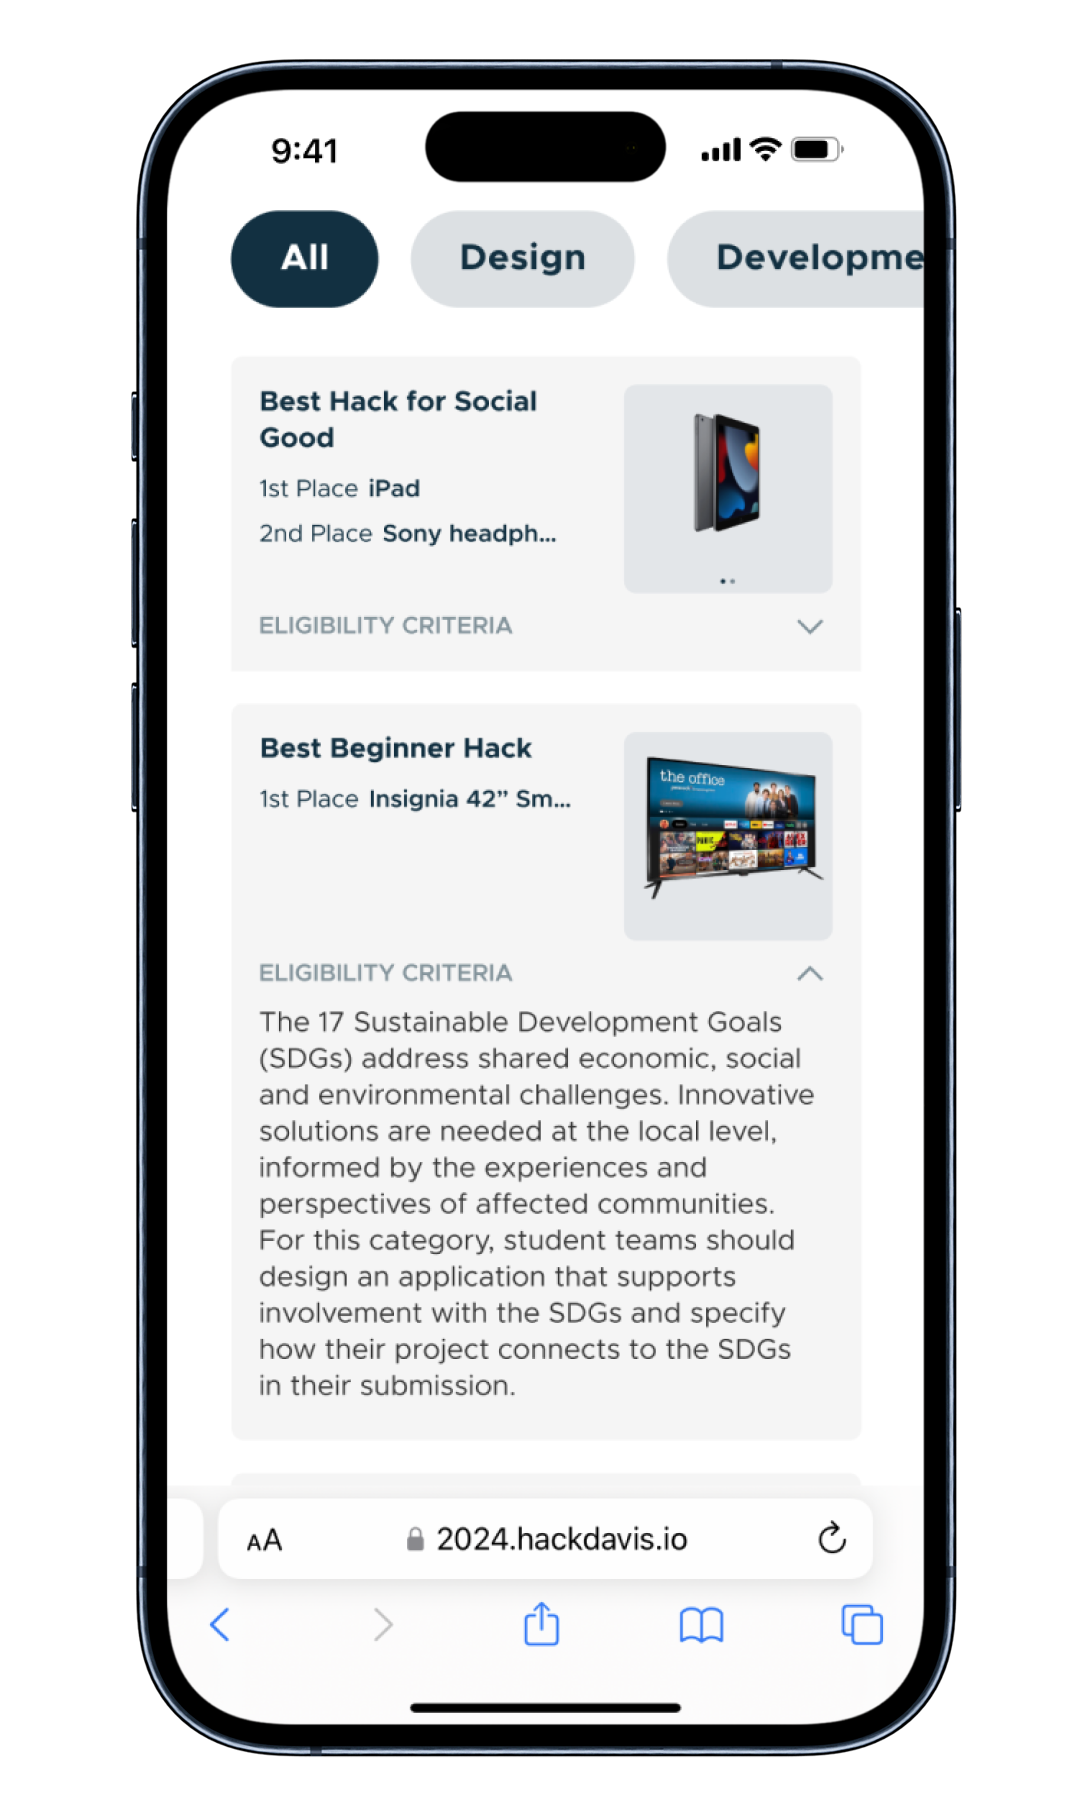 9:41
All
Design
Developme
Best Hack for Social
Good
1st Place iPad
2nd Place Sony headph...
ELIGIBILITY CRITERIA
Best Beginner Hack
1st Place Insignia 42” Sm...
the office
ELIGIBILITY CRITERIA
The 17 Sustainable Development Goals
(SDGs) address shared economic, social
and environmental challenges. Innovative
solutions are needed at the local level,
informed by the experiences and
perspectives of affected communities.
For this category, student teams should
design an application that supports
involvement with the SDGs and specify
how their project connects to the SDGs
in their submission.
AA
2024.hackdavis.io